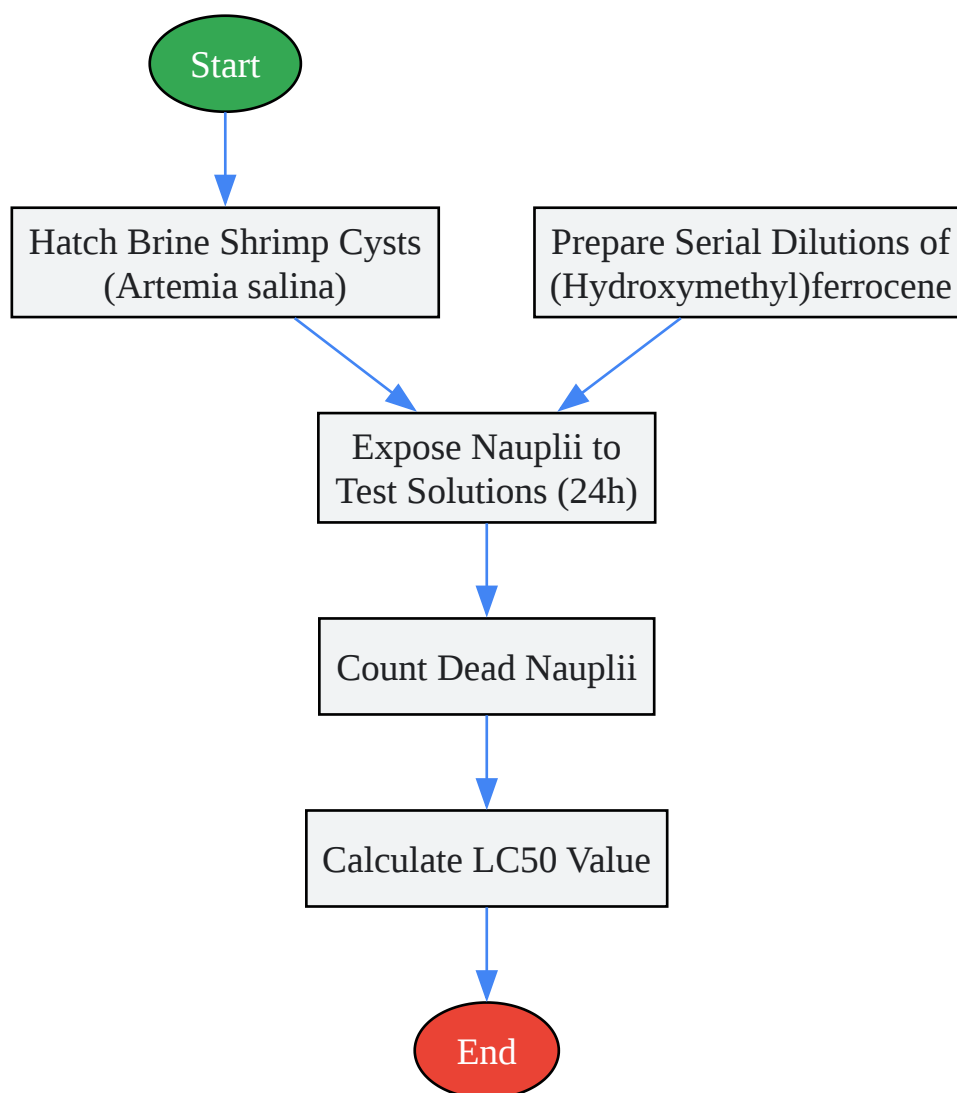 Start
Hatch Brine Shrimp Cysts
(Artemia salina)
Prepare Serial Dilutions of
(Hydroxymethyl)ferrocene
Expose Nauplii to
Test Solutions (24h)
Count Dead Nauplii
Calculate LC50 Value
End